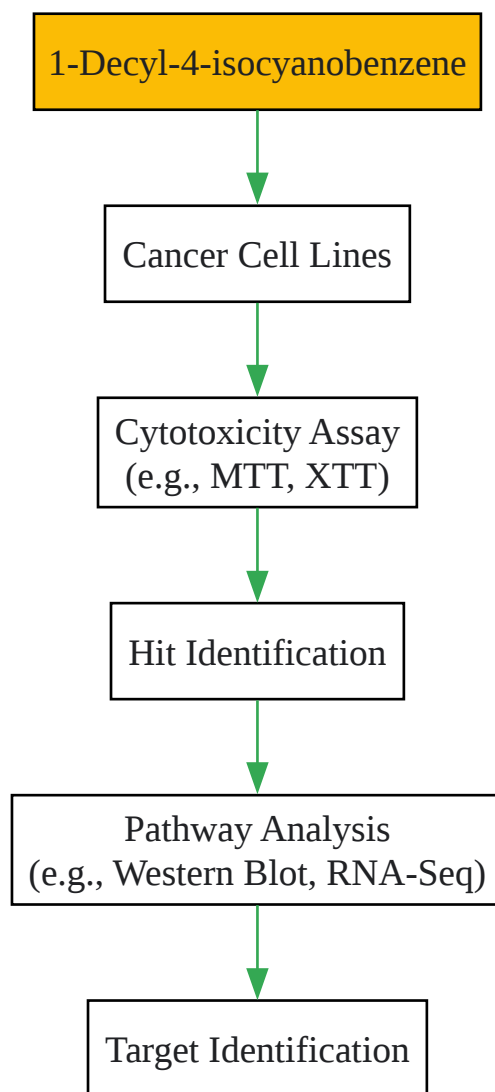 1-Decyl-4-isocyanobenzene
Cancer Cell Lines
Cytotoxicity Assay
(e.g., MTT, XTT)
Hit Identification
Pathway Analysis
(e.g., Western Blot, RNA-Seq)
Target Identification